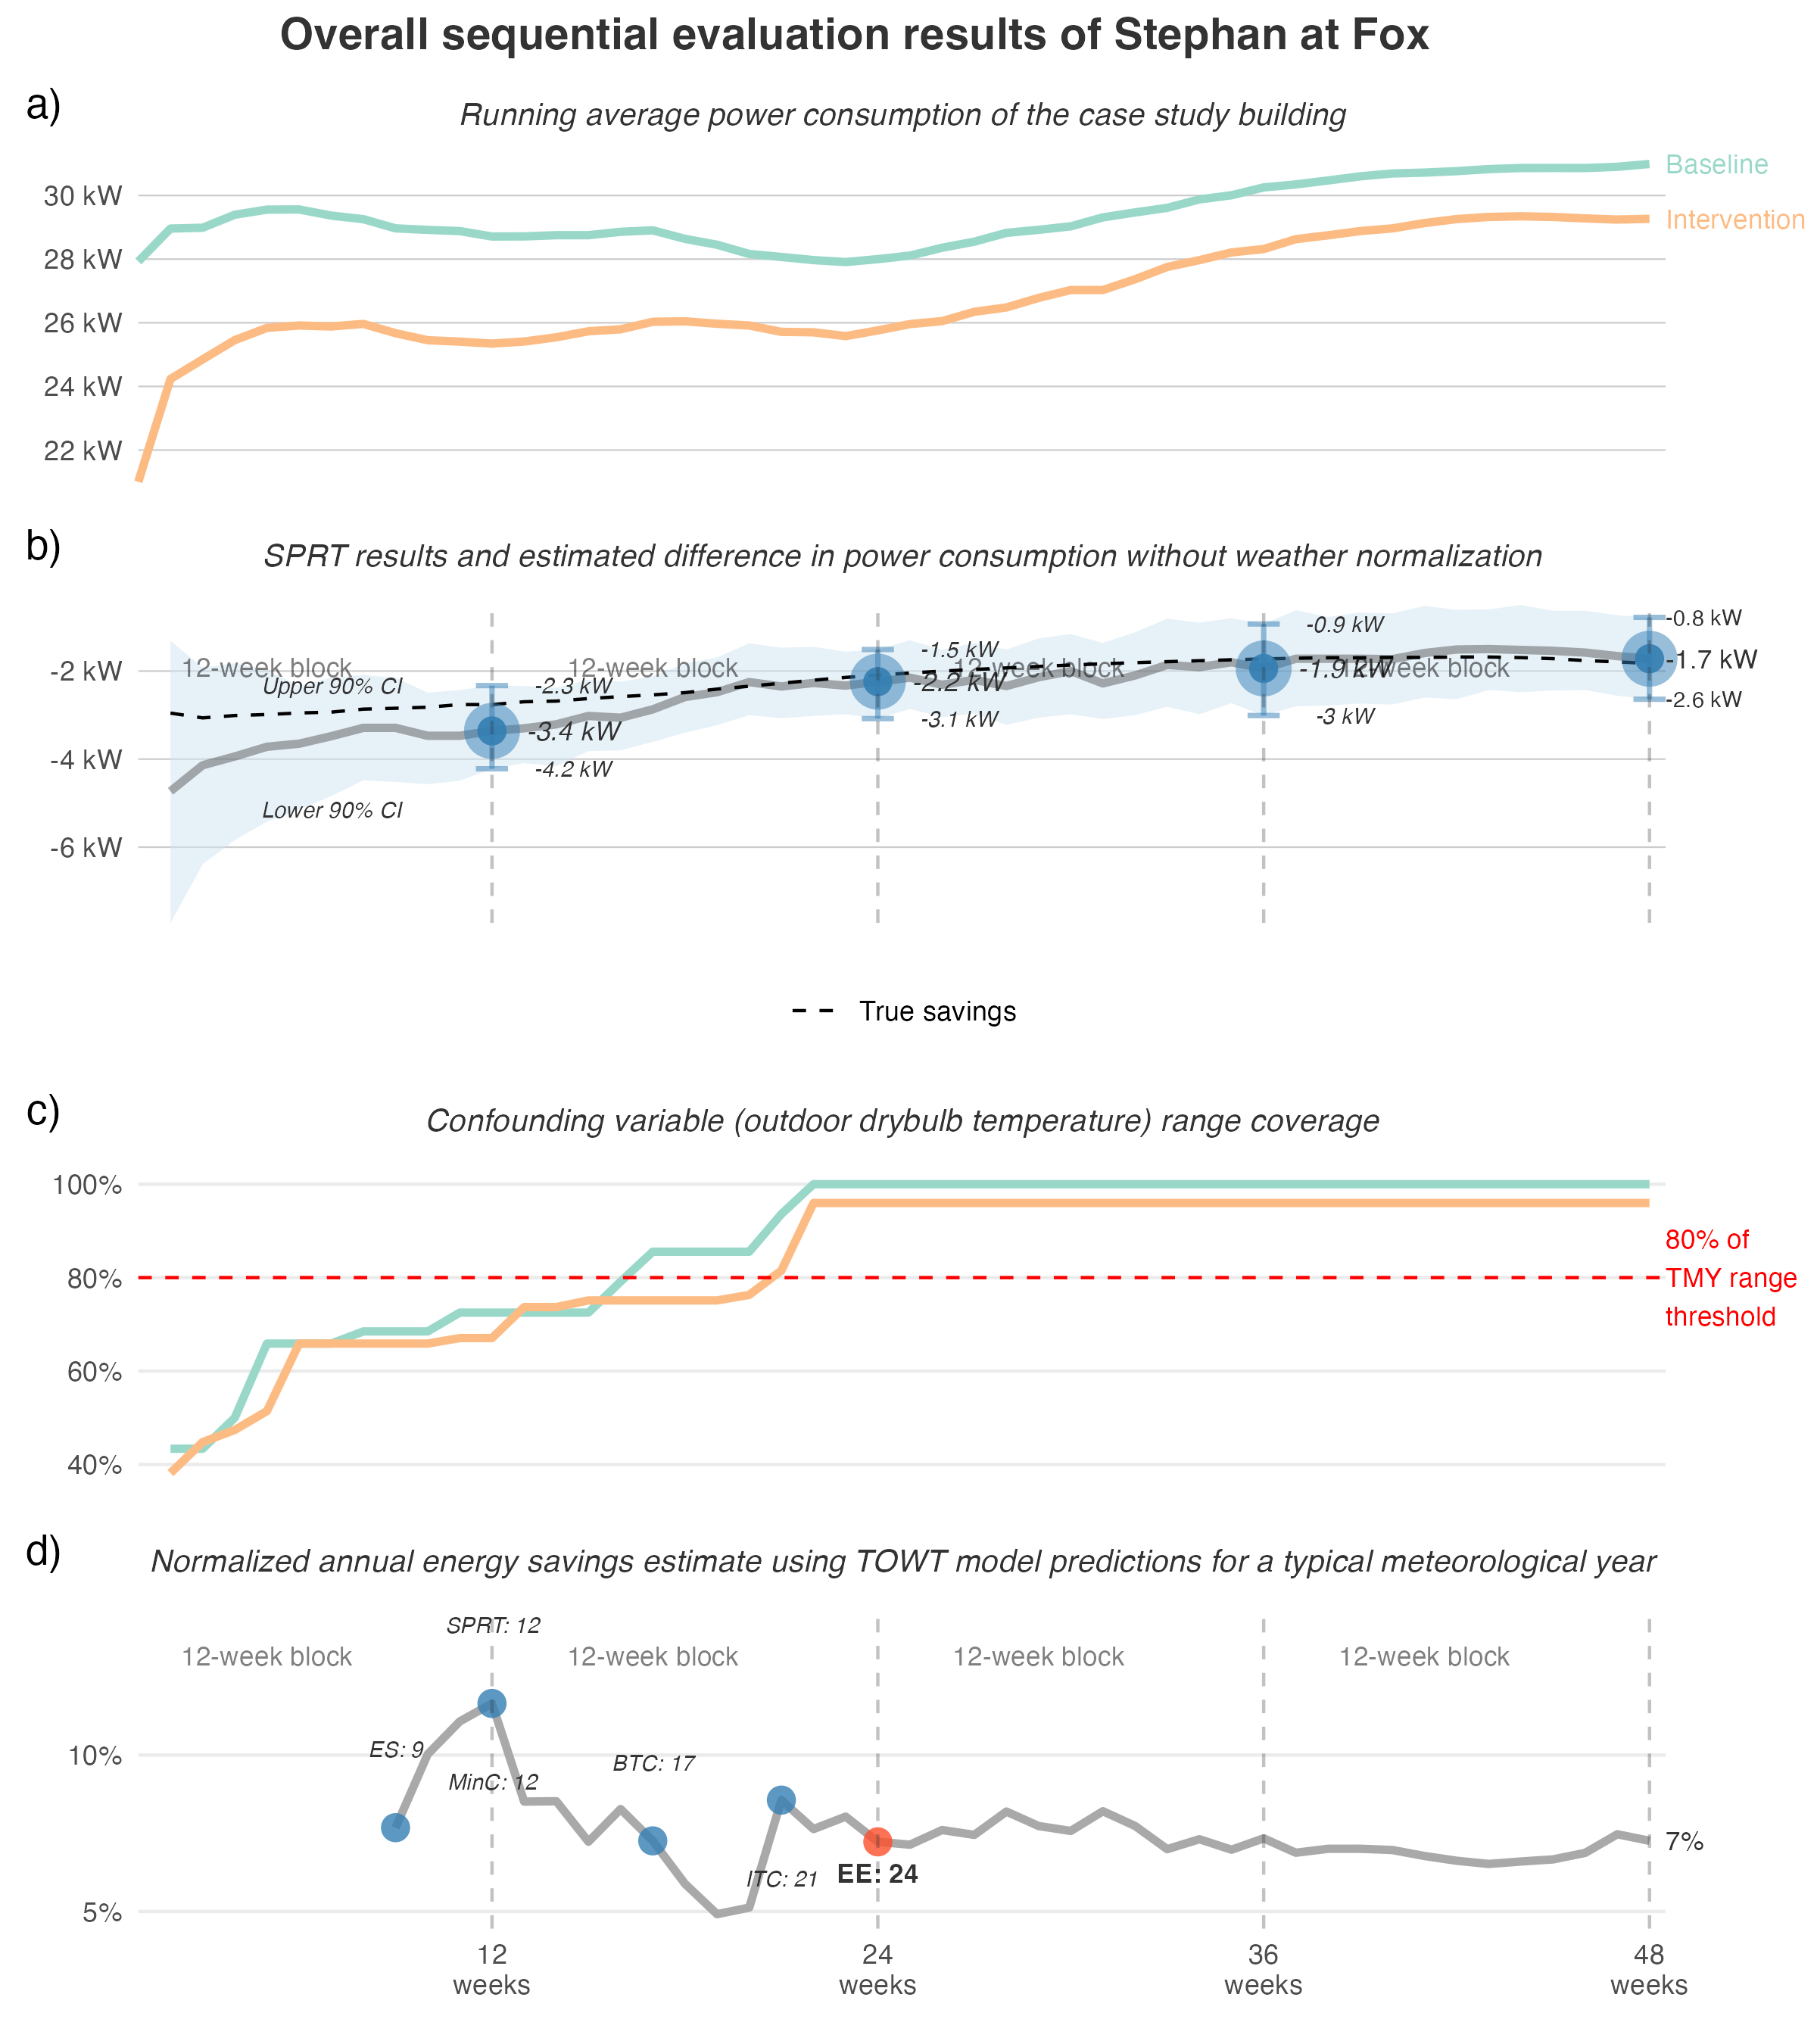 Overall sequential evaluation results of Stephan at Fox
a)
Running average power consumption of the case study building
Baseline
30 kW
Intervention
28 kW
26 kW
24 kW
22 kW
b)
SPRT results and estimated difference in power consumption without weather normalization
-2 kW
-4 kW
-6 kW
12-week block
12-week block
12-week block
12-week block
Upper 90% CI
Lower 90% CI
-2.3 kW
-3.4 kW
-4.2 kW
-1.5 kW
-2.2 kW
-3.1 kW
-0.9 kW
-1.9 kW
-3 kW
-0.8 kW
-1.7 kW
-2.6 kW
True savings
c)
Confounding variable (outdoor drybulb temperature) range coverage
100%
80%
60%
40%
80% of
TMY range
threshold
d)
Normalized annual energy savings estimate using TOWT model predictions for a typical meteorological year
SPRT: 12
12-week block
12-week block
12-week block
12-week block
10%
5%
ES: 9
MinC: 12
BTC: 17
ITC: 21
EE: 24
7%
12
weeks
24
weeks
36
weeks
48
weeks